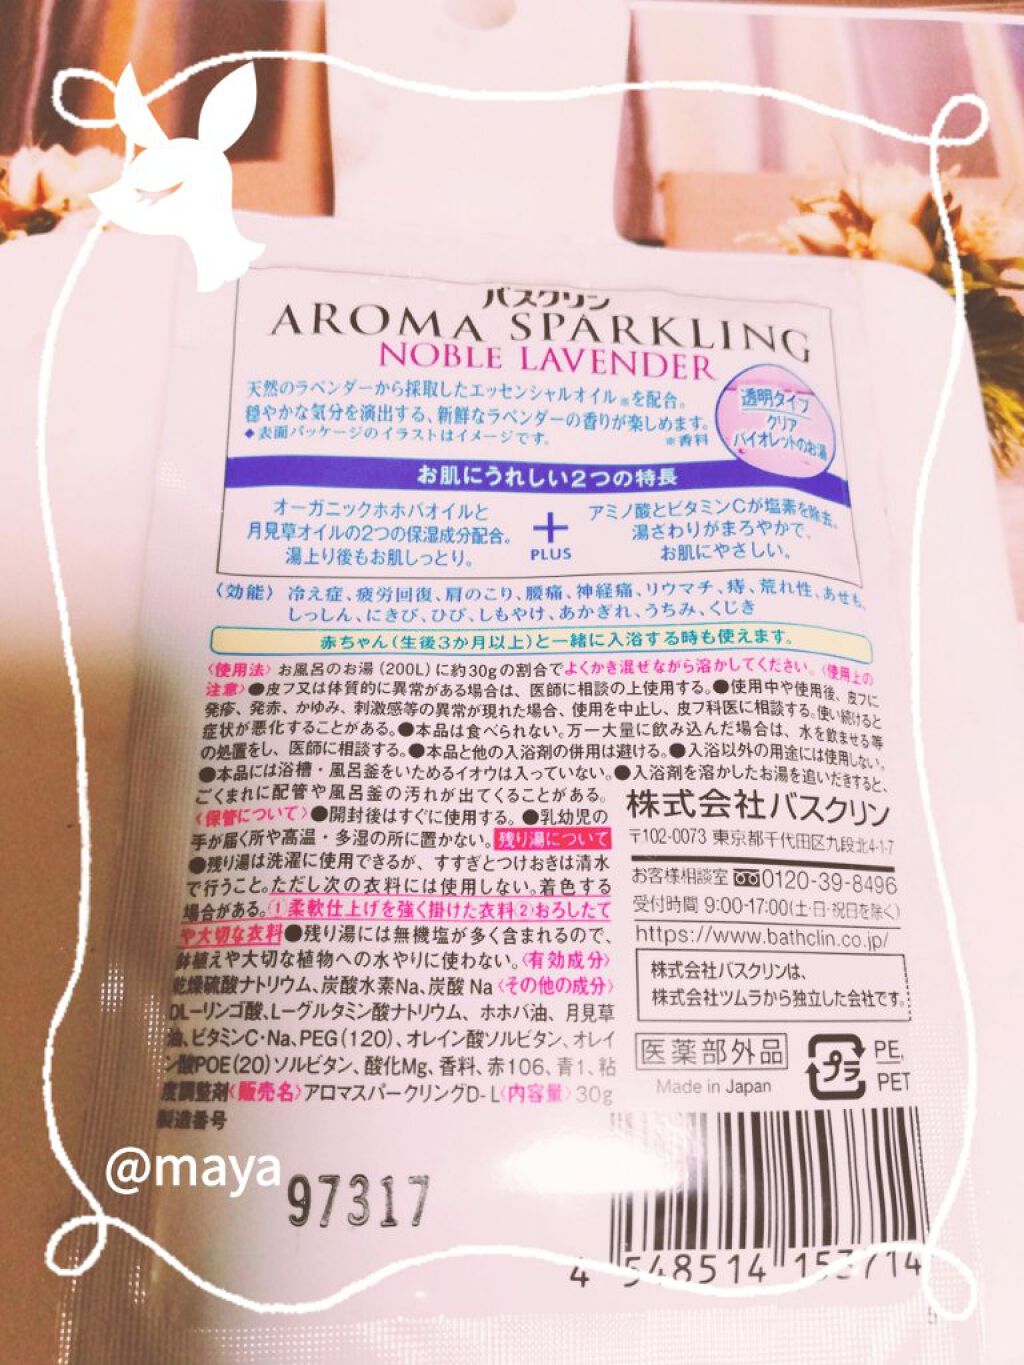 バスクリン
AROMA SPARKLING
NOBLE LAVENDER
天然のラベンダーから採取したエッセンシャルオイル※を配合。
穏やかな気分を演出する、新鮮なラベンダーの香りが楽しめます。
◆表面パッケージのイラストはイメージです。 ※香料
透明タイプ
クリア
バイオレットのお湯
お肌にうれしい2つの特長
オーガニックホホバオイルと
月見草オイルの2つの保湿成分配合。
湯上り後もお肌しっとり。
+
PLUS
アミノ酸とビタミンCが塩素を除去。
湯ざわりがまろやかで、
お肌にやさしい。
〈効能〉 冷え症、疲労回復、肩のこり、腰痛、神経痛、リウマチ、痔、荒れ性、あせも、
しっしん、にきび、ひび、しもやけ、あかぎれ、うちみ、くじき
赤ちゃん(生後3か月以上)と一緒に入浴する時も使えます。
〈使用法〉お風呂のお湯(200L)に約30gの割合でよくかき混ぜながら溶かしてください。〈使用上の
注意〉●皮フ又は体質的に異常がある場合は、医師に相談の上使用する。●使用中や使用後、皮フに
発疹、発赤、かゆみ、刺激感等の異常が現れた場合、使用を中止し、皮フ科医に相談する。使い続けると
症状が悪化することがある。●本品は食べられない。万一大量に飲み込んだ場合は、水を飲ませる等
の処置をし、医師に相談する。●本品と他の入浴剤の併用は避ける。●入浴以外の用途には使用しない。
●本品には浴槽・風呂釜をいためるイオウは入っていない。●入浴剤を溶かしたお湯を追いだきすると、
ごくまれに配管や風呂釜の汚れが出てくることがある。
〈保管について〉●開封後はすぐに使用する。●乳幼児の
手が届く所や高温・多湿の所に置かない。残り湯について
●残り湯は洗濯に使用できるが、すすぎとつけおきは清水
で行うこと。ただし次の衣料には使用しない。着色する
場合がある。①柔軟仕上げを強く掛けた衣料②おろしたて
や大切な衣料●残り湯には無機塩が多く含まれるので、
鉢植えや大切な植物への水やりに使わない。〈有効成分〉
乾燥硫酸ナトリウム、炭酸水素Na、炭酸Na〈その他の成分〉
DL-リンゴ酸、L-グルタミン酸ナトリウム、ホホバ油、月見草
油、ビタミンC・Na、PEG(120)、オレイン酸ソルビタン、オレイ
ン酸POE(20)ソルビタン、酸化Mg、香料、赤106、青1、粘
度調整剤〈販売名〉アロマスパークリングD-L〈内容量〉30g
製造番号
97317
株式会社バスクリン
〒102-0073 東京都千代田区九段北4-1-7
お客様相談室 0120-39-8496
受付時間 9:00-17:00(土・日・祝日を除く)
https://www.bathclin.co.jp/
株式会社バスクリンは、
株式会社ツムラから独立した会社です。
医薬部外品
Made in Japan
プラ
PE,
PET
4 548514 153714
5
@maya